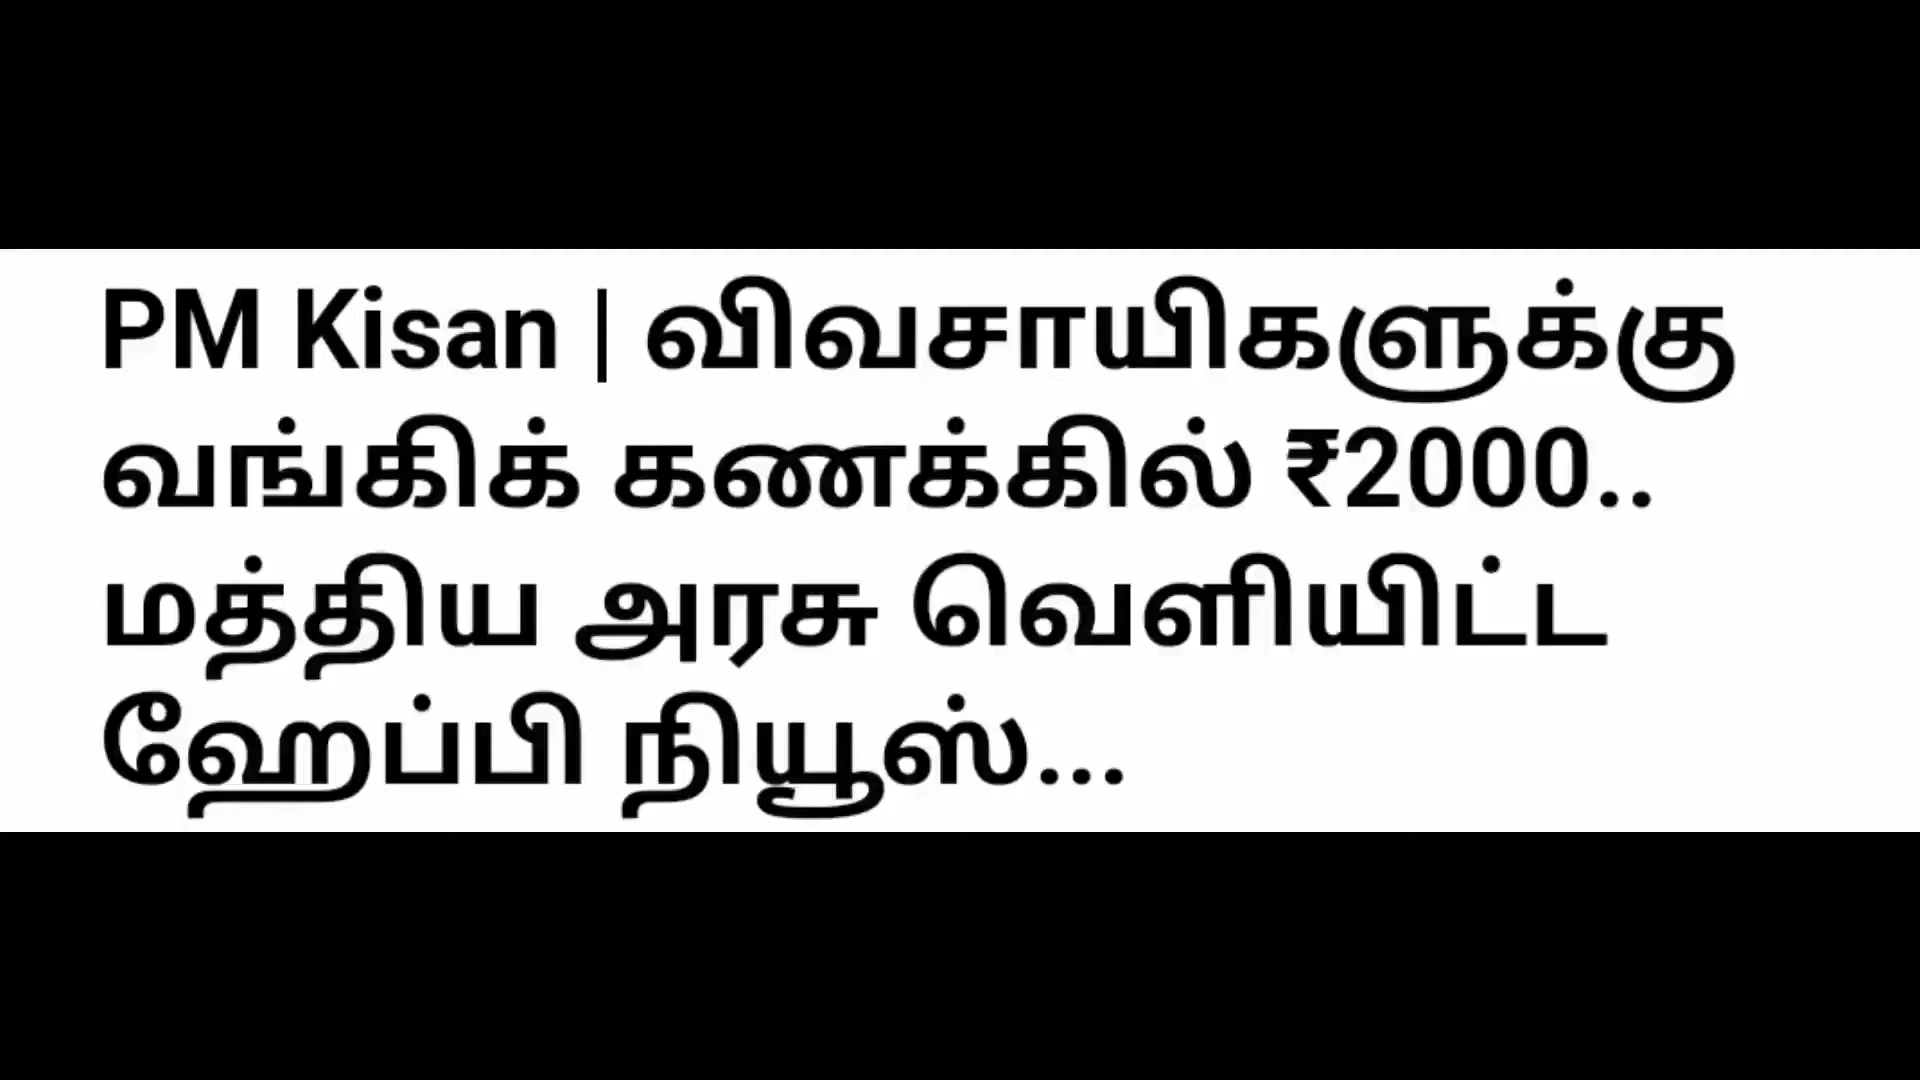 PM Kisan | விவசாயிகளுக்கு
வங்கிக் கணக்கில் ₹2000..
மத்திய அரசு வெளியிட்ட
ஹேப்பி நியூஸ்...